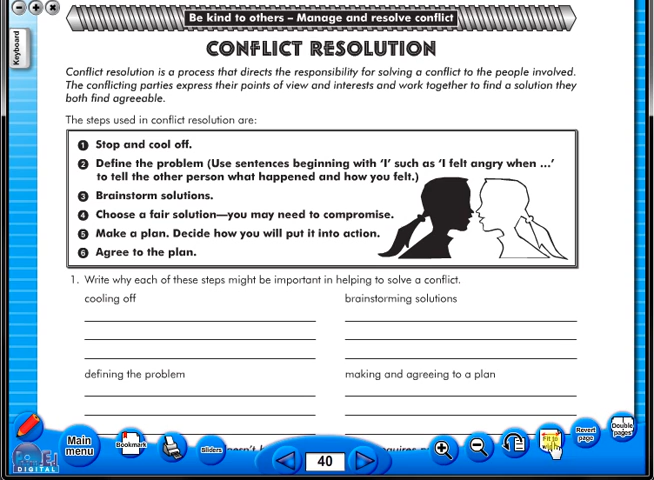 Be kind to others – Manage and resolve conflict
Keyboard
CONFLICT RESOLUTION
Conflict resolution is a process that directs the responsibility for solving a conflict to the people involved.
The conflicting parties express their points of view and interests and work together to find a solution they
both find agreeable.
The steps used in conflict resolution are:
1 Stop and cool off.
2 Define the problem (Use sentences beginning with ‘I’ such as ‘I felt angry when ...’
to tell the other person what happened and how you felt.)
3 Brainstorm solutions.
4 Choose a fair solution—you may need to compromise.
5 Make a plan. Decide how you will put it into action.
6 Agree to the plan.
1. Write why each of these steps might be important in helping to solve a conflict.
cooling off
brainstorming solutions
defining the problem
making and agreeing to a plan
Main
menu
Bookmark
Sliders
40
Fit to
Revert
page
Double
pages
DIGITAL